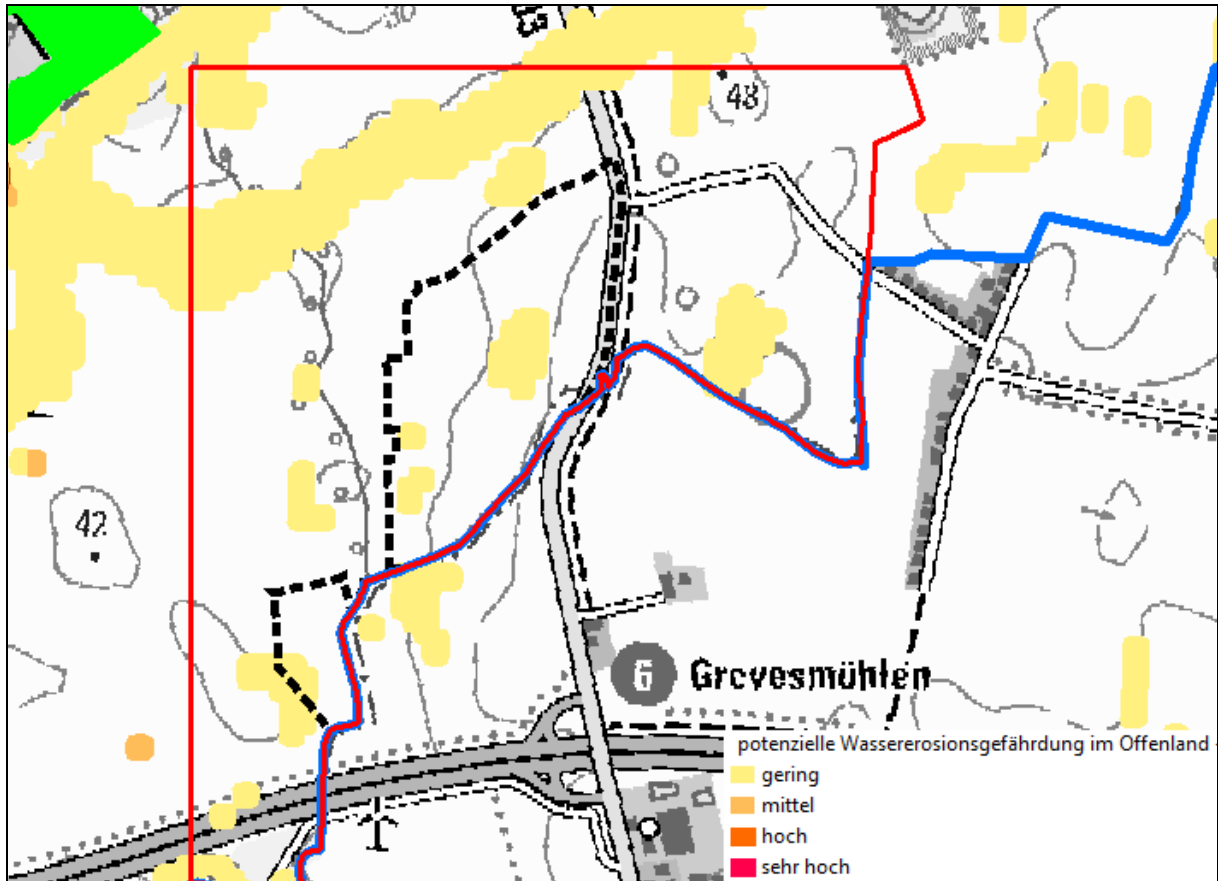 48
42
6 Grevesmühlen
potenzielle Wassererosionsgefährdung im Offenland -
gering
mittel
hoch
sehr hoch